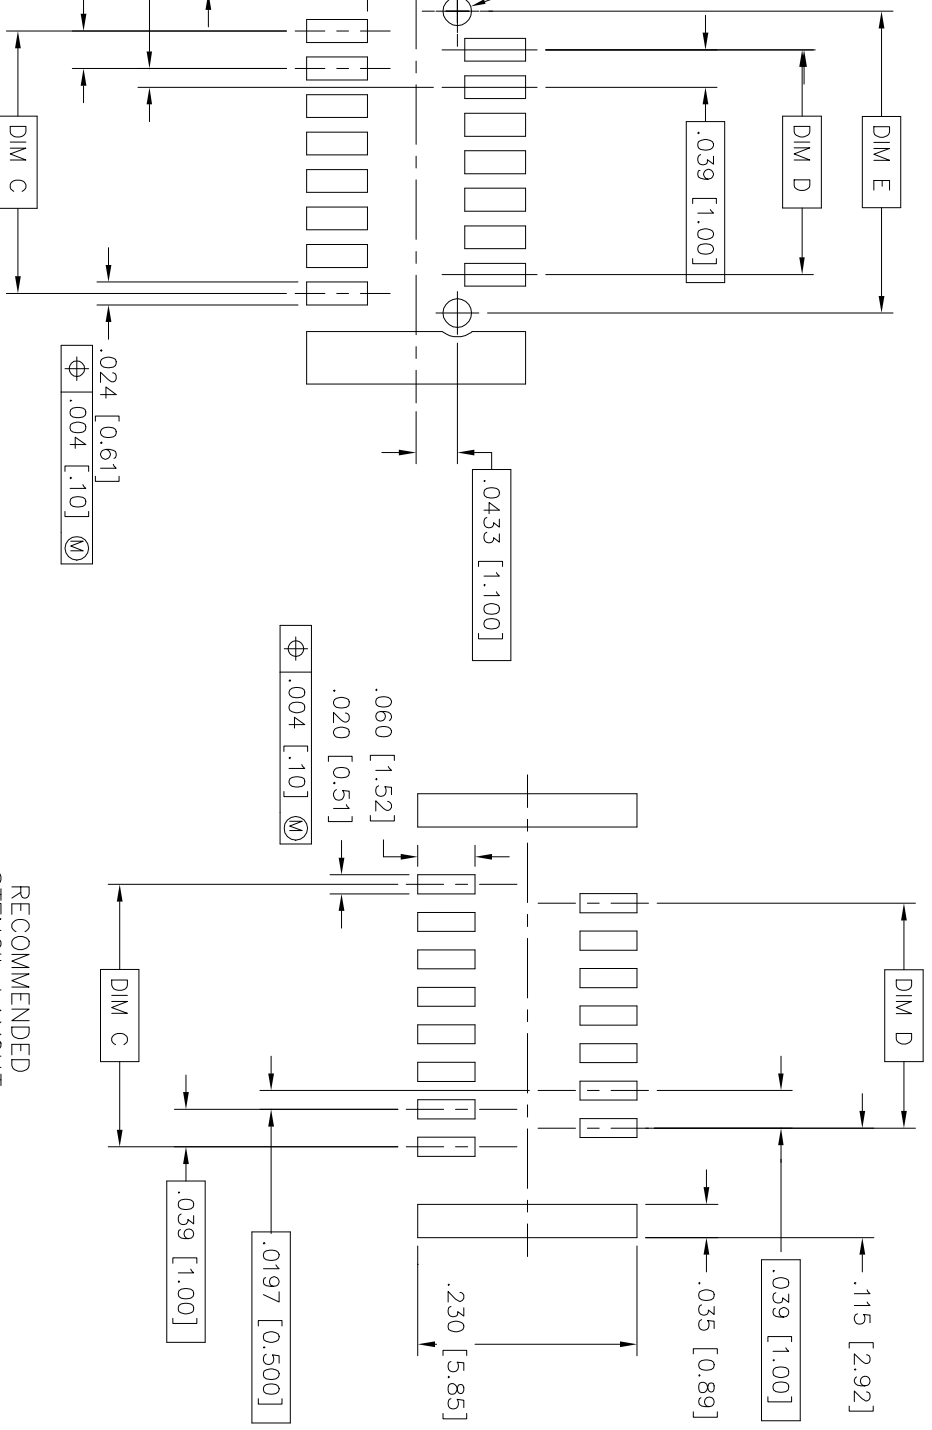 DIM E
DIM D
.039 [1.00]
DIM C
.024 [0.61]
.004 [.10] Ⓜ
.0433 [1.100]
DIM D
.115 [2.92]
.039 [1.00]
.035 [0.89]
.230 [5.85]
.060 [1.52]
.020 [0.51]
.004 [.10] Ⓜ
DIM C
.0197 [0.500]
.039 [1.00]
RECOMMENDED